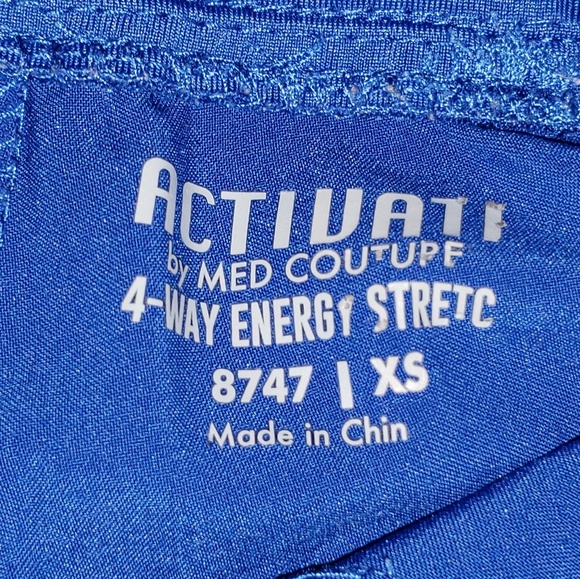 ACTIVATE
by MED COUTURE
4-WAY ENERGY STRETC
8747 | XS
Made in Chin